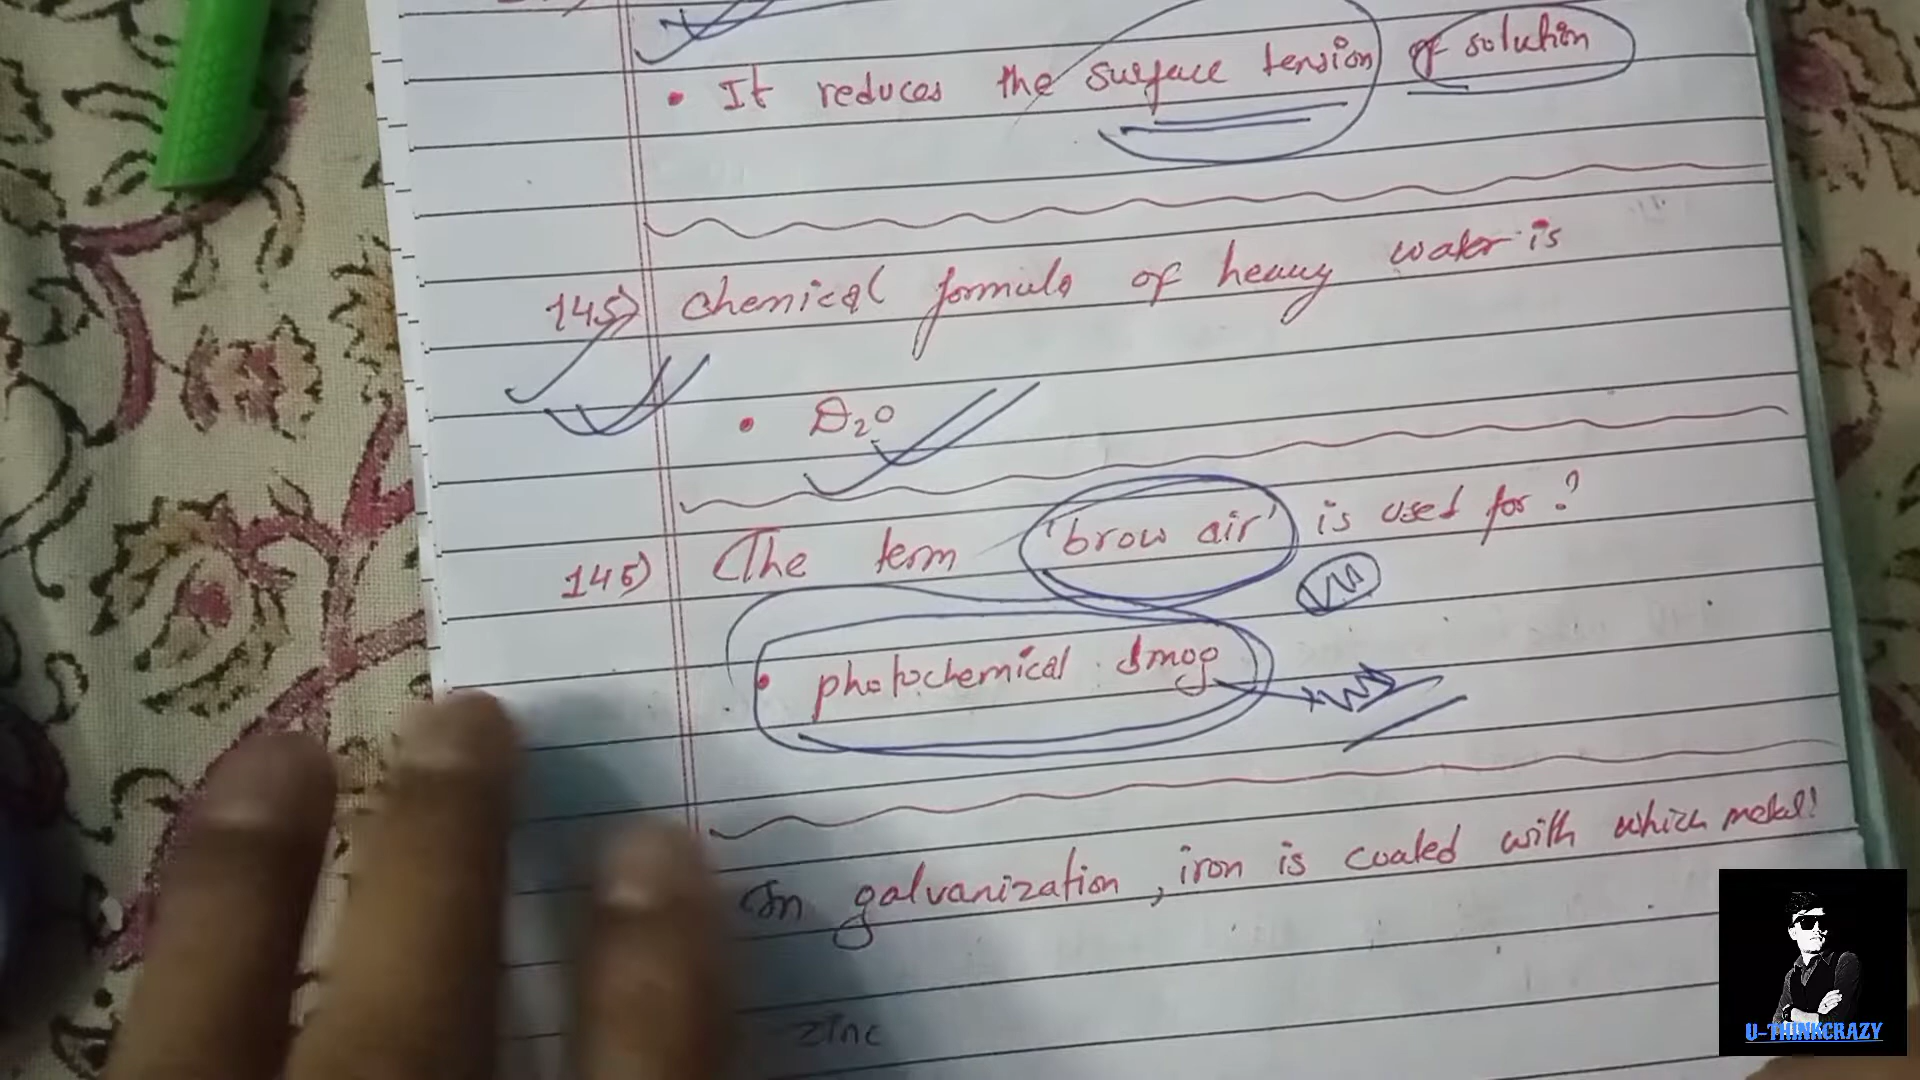 • It reduces the surface tension of solution
145) Chemical formula of heavy water is
• D₂O
146) The term 'brow air' is used for?
• photochemical smog
In galvanization, iron is coated with which metal?
zinc
U-THINKCRAZY